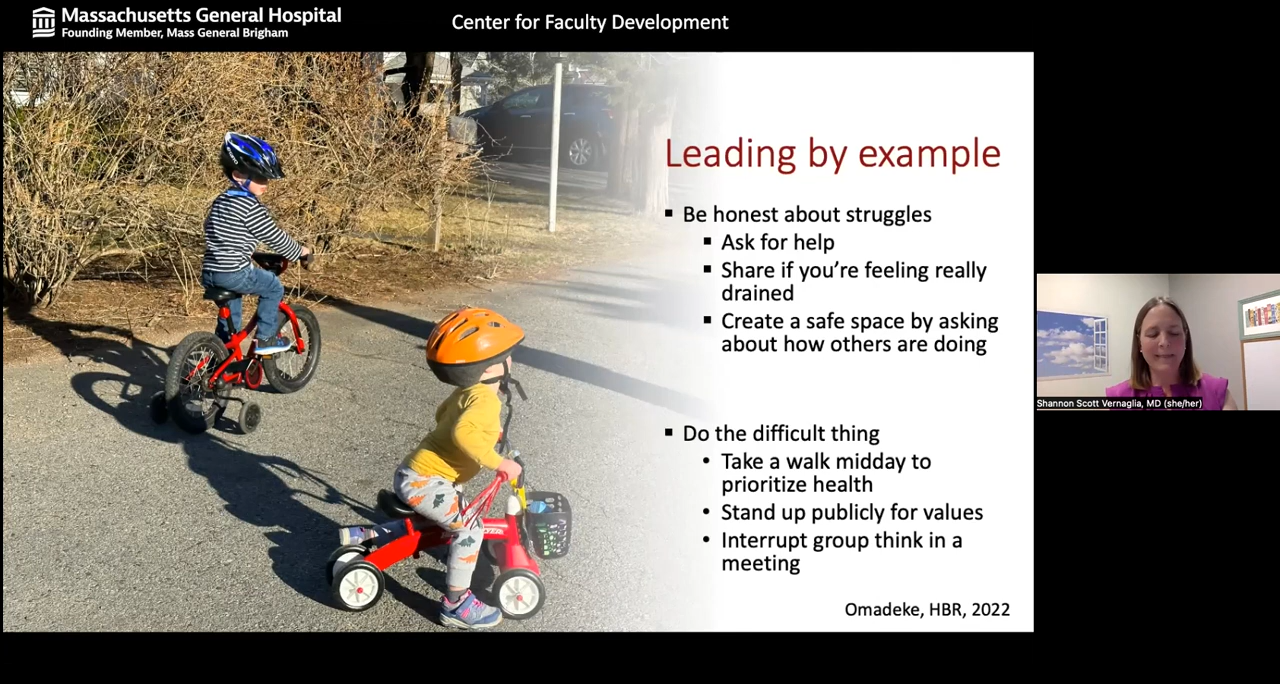 Massachusetts General Hospital
Founding Member, Mass General Brigham
Center for Faculty Development
Leading by example
▪ Be honest about struggles
▪ Ask for help
▪ Share if you're feeling really
drained
▪ Create a safe space by asking
about how others are doing
▪ Do the difficult thing
• Take a walk midday to
prioritize health
• Stand up publicly for values
• Interrupt group think in a
meeting
Omadeke, HBR, 2022
Shannon Scott Vernaglia, MD (she/her)